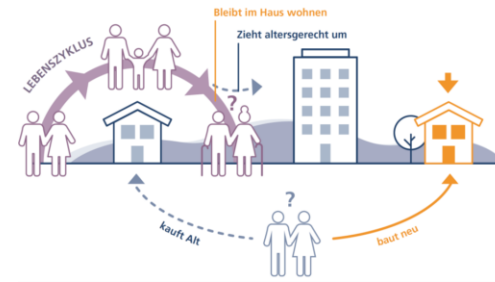 Bleibt im Haus wohnen
Zieht altersgerecht um
LEBENSZYKLUS
?
?
kauft Alt
baut neu